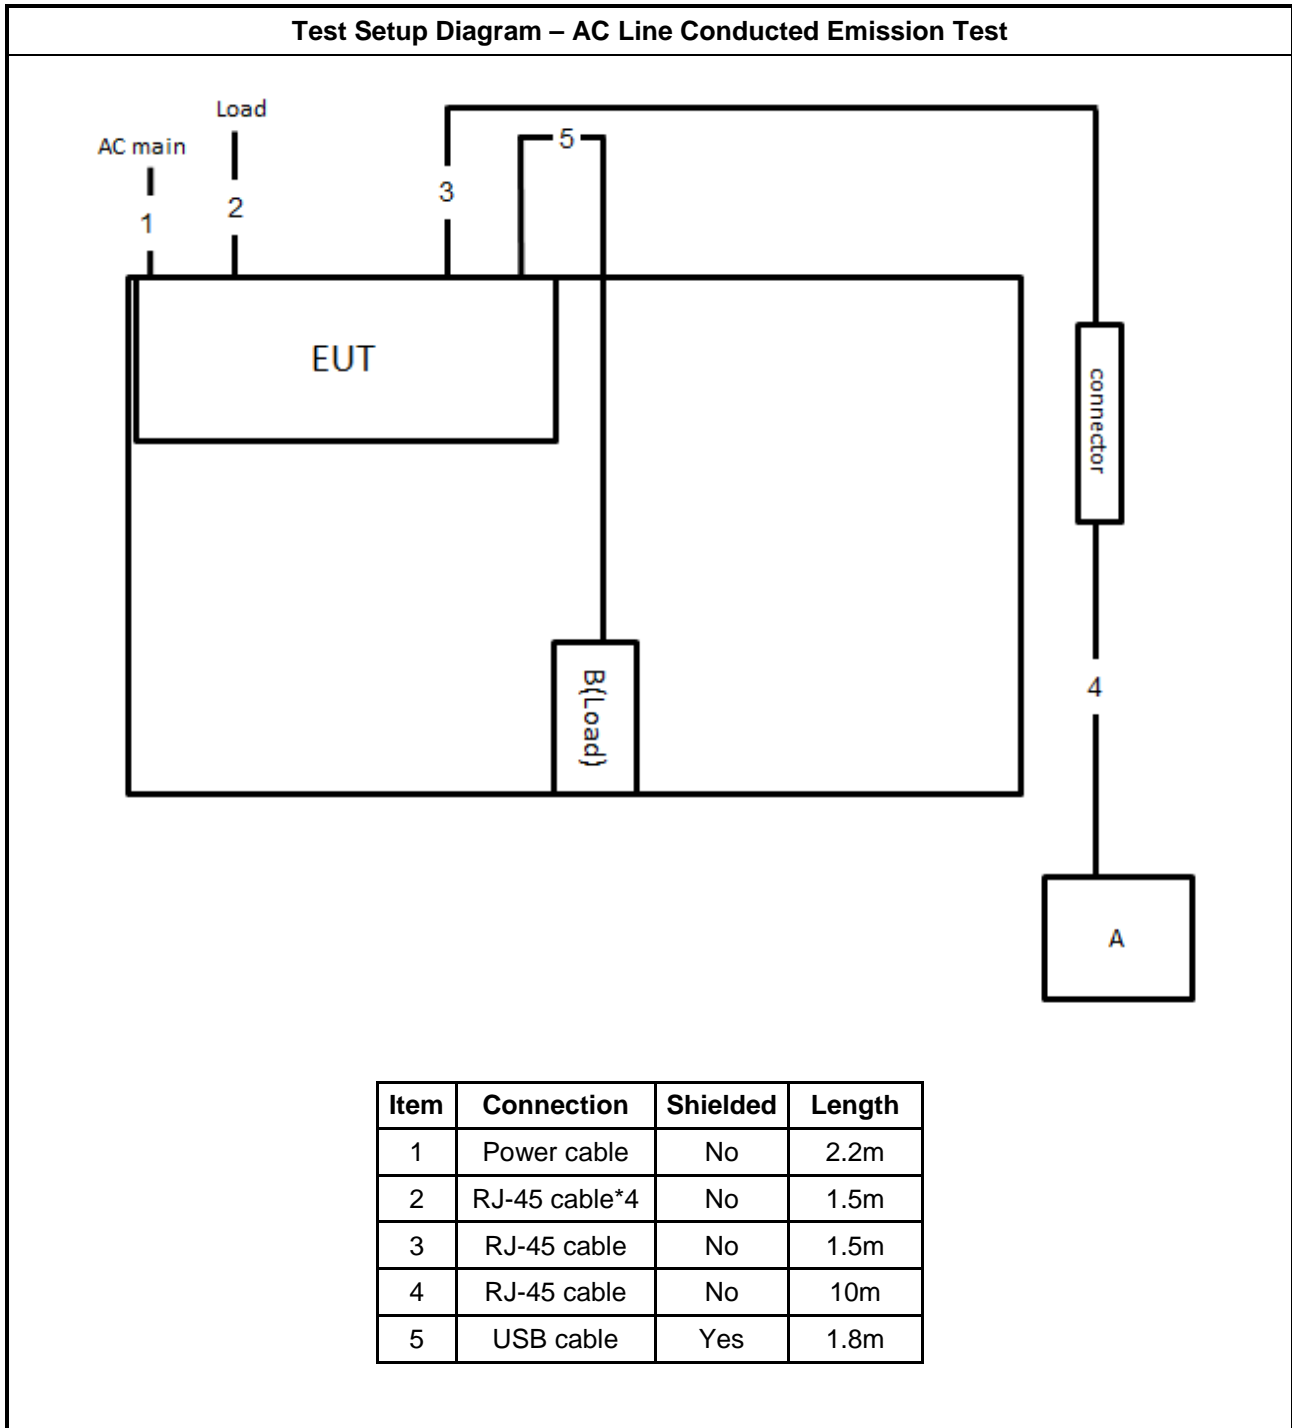 Test Setup Diagram – AC Line Conducted Emission Test
Load
AC main
5
3
2
1
EUT
connector
B(Load)
4
A
Item Connection Shielded Length
1 Power cable No 2.2m
2 RJ-45 cable*4 No 1.5m
3 RJ-45 cable No 1.5m
4 RJ-45 cable No 10m
5 USB cable Yes 1.8m